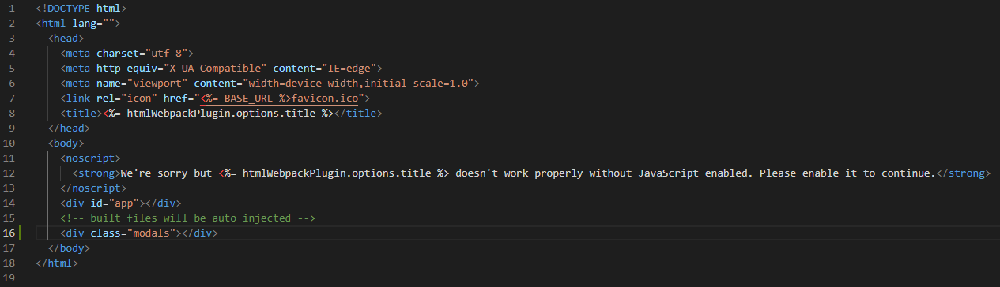 1 <!DOCTYPE html>
2 <html lang="">
3   <head>
4     <meta charset="utf-8">
5     <meta http-equiv="X-UA-Compatible" content="IE=edge">
6     <meta name="viewport" content="width=device-width,initial-scale=1.0">
7     <link rel="icon" href="<%= BASE_URL %>favicon.ico">
8     <title><%= htmlWebpackPlugin.options.title %></title>
9   </head>
10   <body>
11     <noscript>
12       <strong>We're sorry but <%= htmlWebpackPlugin.options.title %> doesn't work properly without JavaScript enabled. Please enable it to continue.</strong>
13     </noscript>
14     <div id="app"></div>
15     <!-- built files will be auto injected -->
16     <div class="modals"></div>
17   </body>
18 </html>
19